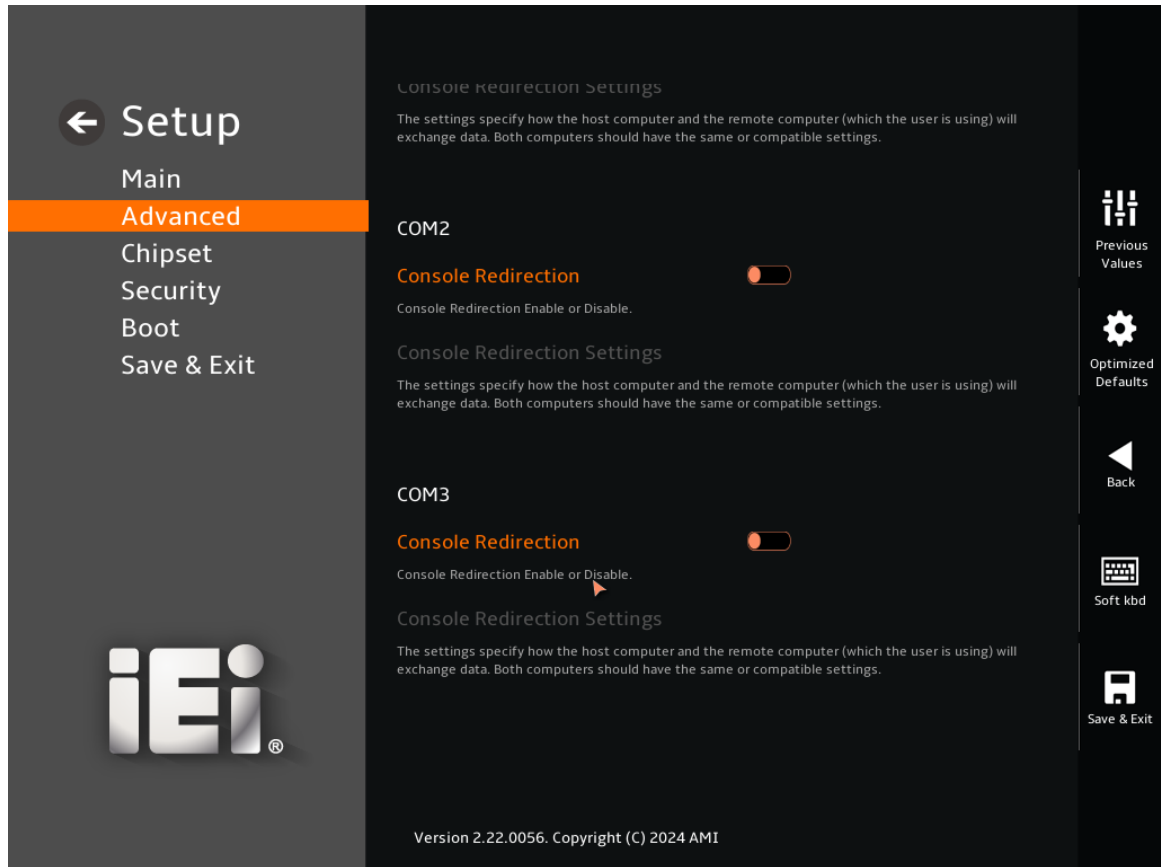 Setup
Main
Advanced
Chipset
Security
Boot
Save & Exit
iEi
®
Console Redirection Settings
The settings specify how the host computer and the remote computer (which the user is using) will
exchange data. Both computers should have the same or compatible settings.
COM2
Console Redirection
Console Redirection Enable or Disable.
Console Redirection Settings
The settings specify how the host computer and the remote computer (which the user is using) will
exchange data. Both computers should have the same or compatible settings.
COM3
Console Redirection
Console Redirection Enable or Disable.
Console Redirection Settings
The settings specify how the host computer and the remote computer (which the user is using) will
exchange data. Both computers should have the same or compatible settings.
Version 2.22.0056. Copyright (C) 2024 AMI
Previous
Values
Optimized
Defaults
Back
Soft kbd
Save & Exit